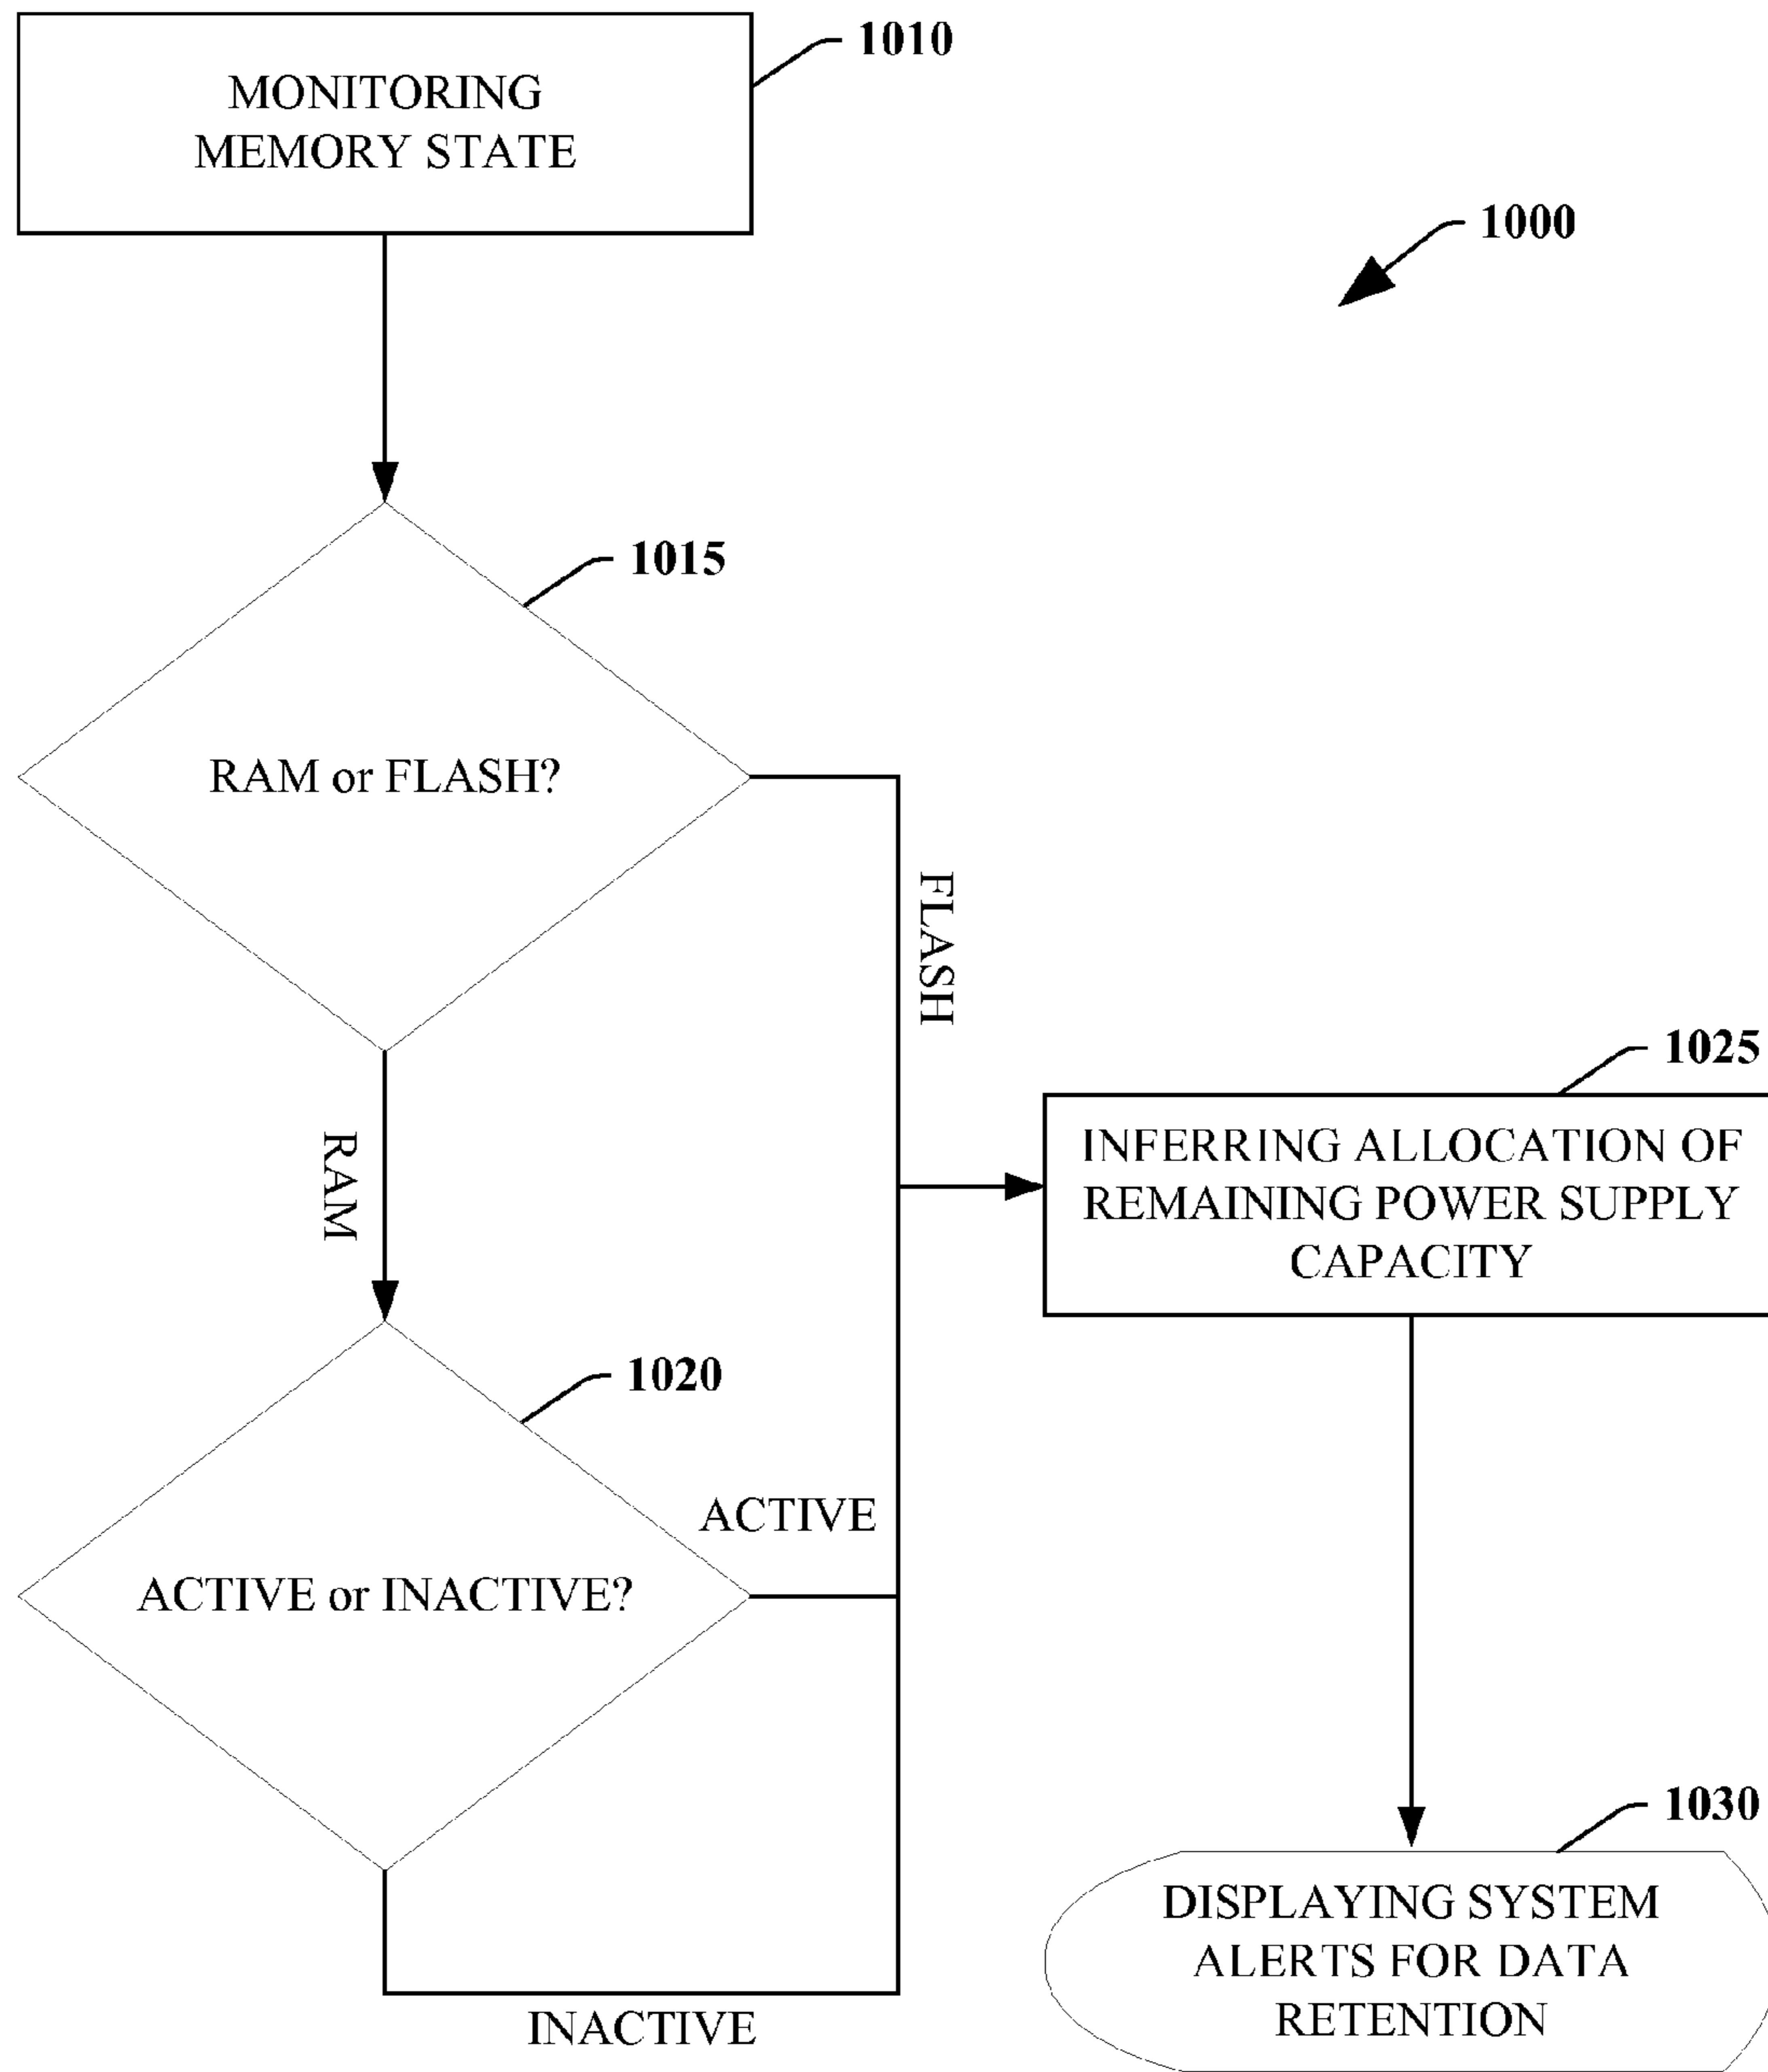 1010
MONITORING
MEMORY STATE
1000
1015
RAM or FLASH?
FLASH
RAM
1025
INFERRING ALLOCATION OF
REMAINING POWER SUPPLY
CAPACITY
1020
ACTIVE
ACTIVE or INACTIVE?
1030
DISPLAYING SYSTEM
ALERTS FOR DATA
RETENTION
INACTIVE